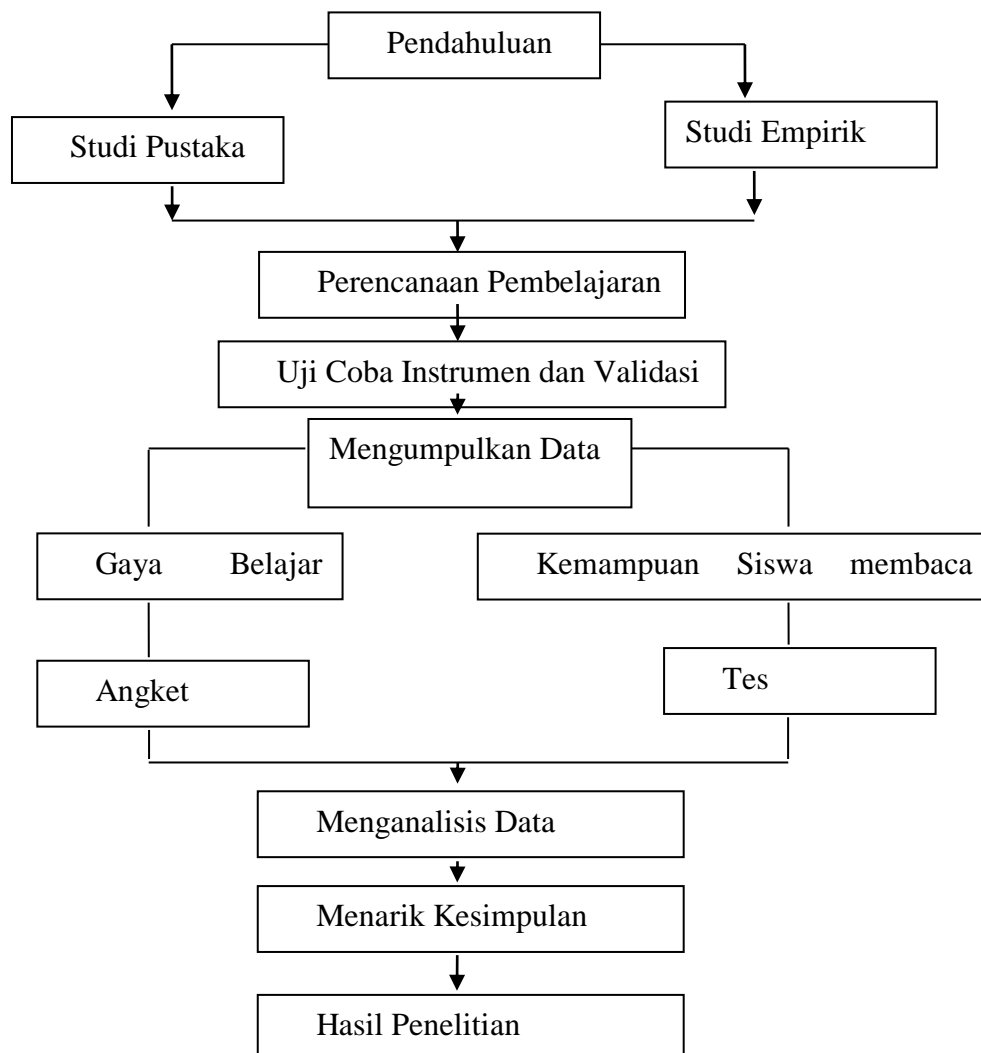 Pendahuluan
Studi Pustaka
Studi Empirik
Perencanaan Pembelajaran
Uji Coba Instrumen dan Validasi
Mengumpulkan Data
Gaya Belajar
Kemampuan Siswa membaca
Angket
Tes
Menganalisis Data
Menarik Kesimpulan
Hasil Penelitian